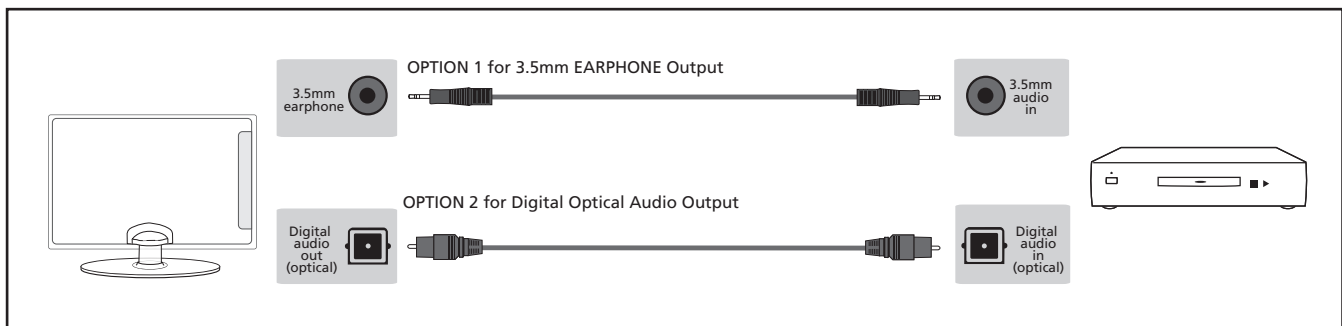 OPTION 1 for 3.5mm EARPHONE Output
3.5mm
earphone
3.5mm
audio
in
OPTION 2 for Digital Optical Audio Output
Digital
audio
out
(optical)
Digital
audio
in
(optical)